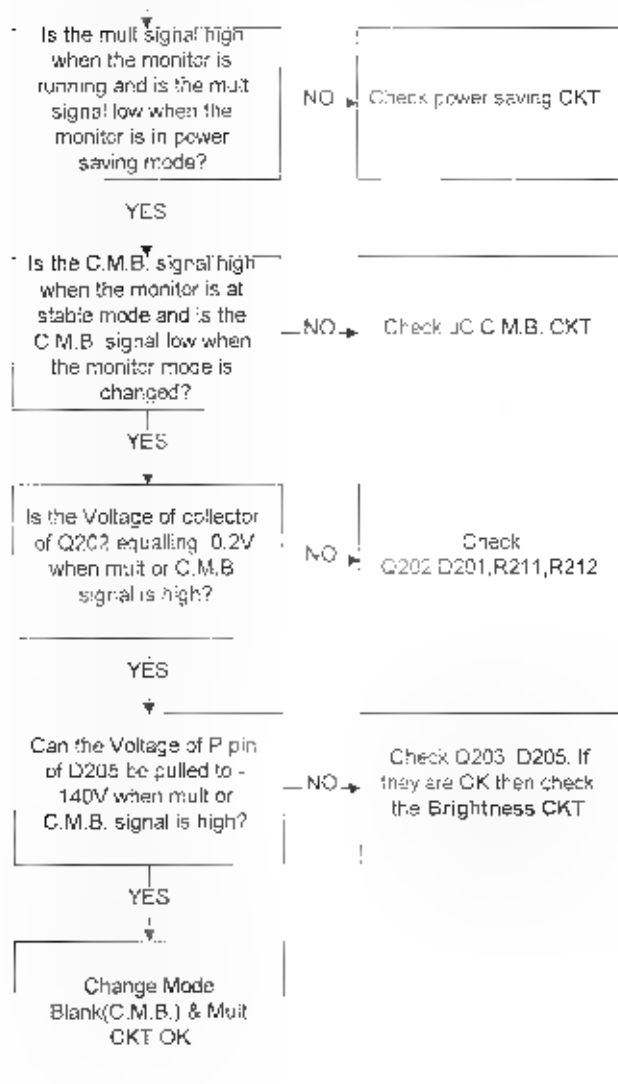 Is the mult signal high
when the monitor is
running and is the mult
signal low when the
monitor is in power
saving mode?
NO
Check power saving CKT
YES
Is the C.M.B. signal high
when the monitor is at
stable mode and is the
C.M.B. signal low when
the monitor mode is
changed?
NO
Check uC C.M.B. CKT
YES
Is the Voltage of collector
of Q202 equalling 0.2V
when mult or C.M.B
signal is high?
NO
Check
Q202 D201,R211,R212
YES
Can the Voltage of P pin
of D205 be pulled to -
140V when mult or
C.M.B. signal is high?
NO
Check Q203 D205. If
they are OK then check
the Brightness CKT
YES
Change Mode
Blank(C.M.B.) & Mult
CKT OK